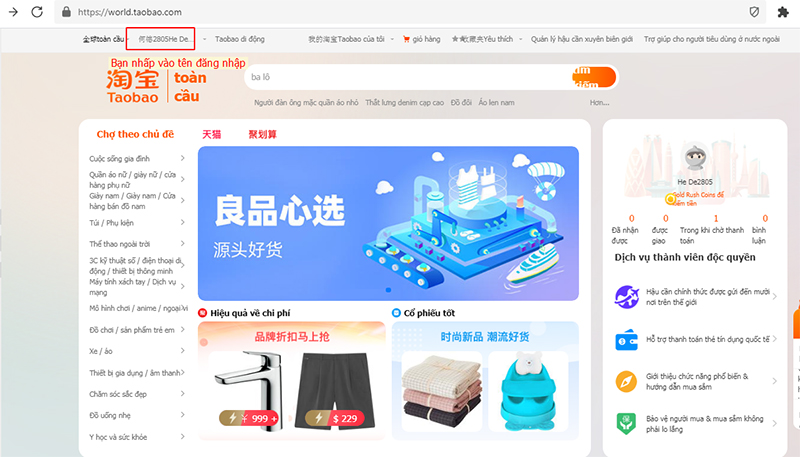 https://world.taobao.com
全球toàn cầu
何德2805He De...
Taobao di động
我的淘宝Taobao của tôi
giỏ hàng
收藏夹Yêu thích
Quản lý hậu cần xuyên biên giới
Trợ giúp cho người tiêu dùng ở nước ngoài
Bạn nhấp vào tên đăng nhập
淘宝
Taobao
toàn
cầu
ba lô
tìm
kiếm
Người đàn ông mặc quần áo nhỏ
Thắt lưng denim cạp cao
Đồ đôi
Áo len nam
Hơn...
Chợ theo chủ đề
天猫
聚划算
Cuộc sống gia đình
Quần áo nữ / giày nữ / cửa
hàng phụ nữ
Giày nam / Giày nam / Cửa
hàng bán đồ nam
Túi / Phụ kiện
Thể thao ngoài trời
3C kỹ thuật số / điện thoại di
động / thiết bị thông minh
Máy tính xách tay / Dịch vụ
mạng
Mô hình chơi / anime / ngoại vi
Đồ chơi / sản phẩm trẻ em
Xe / áo
Thiết bị gia dụng / âm thanh
Chăm sóc sắc đẹp
Đồ uống nhẹ
Y học và sức khỏe
良品心选
源头好货
Hiệu quả về chi phí
品牌折扣马上抢
¥ 999 +
$ 229
Cổ phiếu tốt
时尚新品 潮流好货
He De2805
Gold Rush Coins để
kiếm tiền
0
0
1
0
Đã nhận
được
được
giao
Trong khi chờ thanh
toán
bình
luận
Dịch vụ thành viên độc quyền
Hậu cần chính thức được gửi đến mười
nơi trên thế giới
Hỗ trợ thanh toán thẻ tín dụng quốc tế
Giới thiệu chức năng phổ biến &
hướng dẫn mua sắm
Bảo vệ người mua & mua sắm không
phải lo lắng